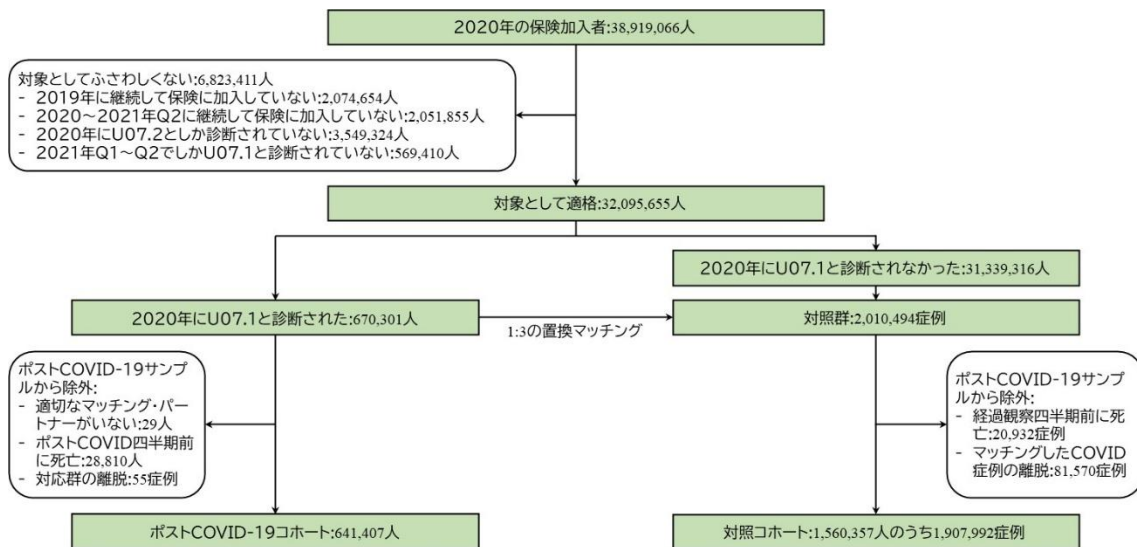 2020年の保険加入者:38,919,066人
対象としてふさわしくない:6,823,411人
- 2019年に継続して保険に加入していない:2,074,654人
- 2020～2021年Q2に継続して保険に加入していない:2,051,855人
- 2020年にU07.2としか診断されていない:3,549,324人
- 2021年Q1～Q2でしかU07.1と診断されていない:569,410人
対象として適格:32,095,655人
2020年にU07.1と診断されなかった:31,339,316人
2020年にU07.1と診断された:670,301人
1:3の置換マッチング
対照群:2,010,494症例
ポストCOVID-19サンプ
ルから除外:
- 適切なマッチング・パー
トナーがいない:29人
- ポストCOVID四半期前
に死亡:28,810人
- 対応群の離脱:55症例
ポストCOVID-19サンプ
ルから除外:
- 経過観察四半期前に死
亡:20,932症例
- マッチングしたCOVID
症例の離脱:81,570症例
ポストCOVID-19コホート:641,407人
対照コホート:1,560,357人のうち1,907,992症例